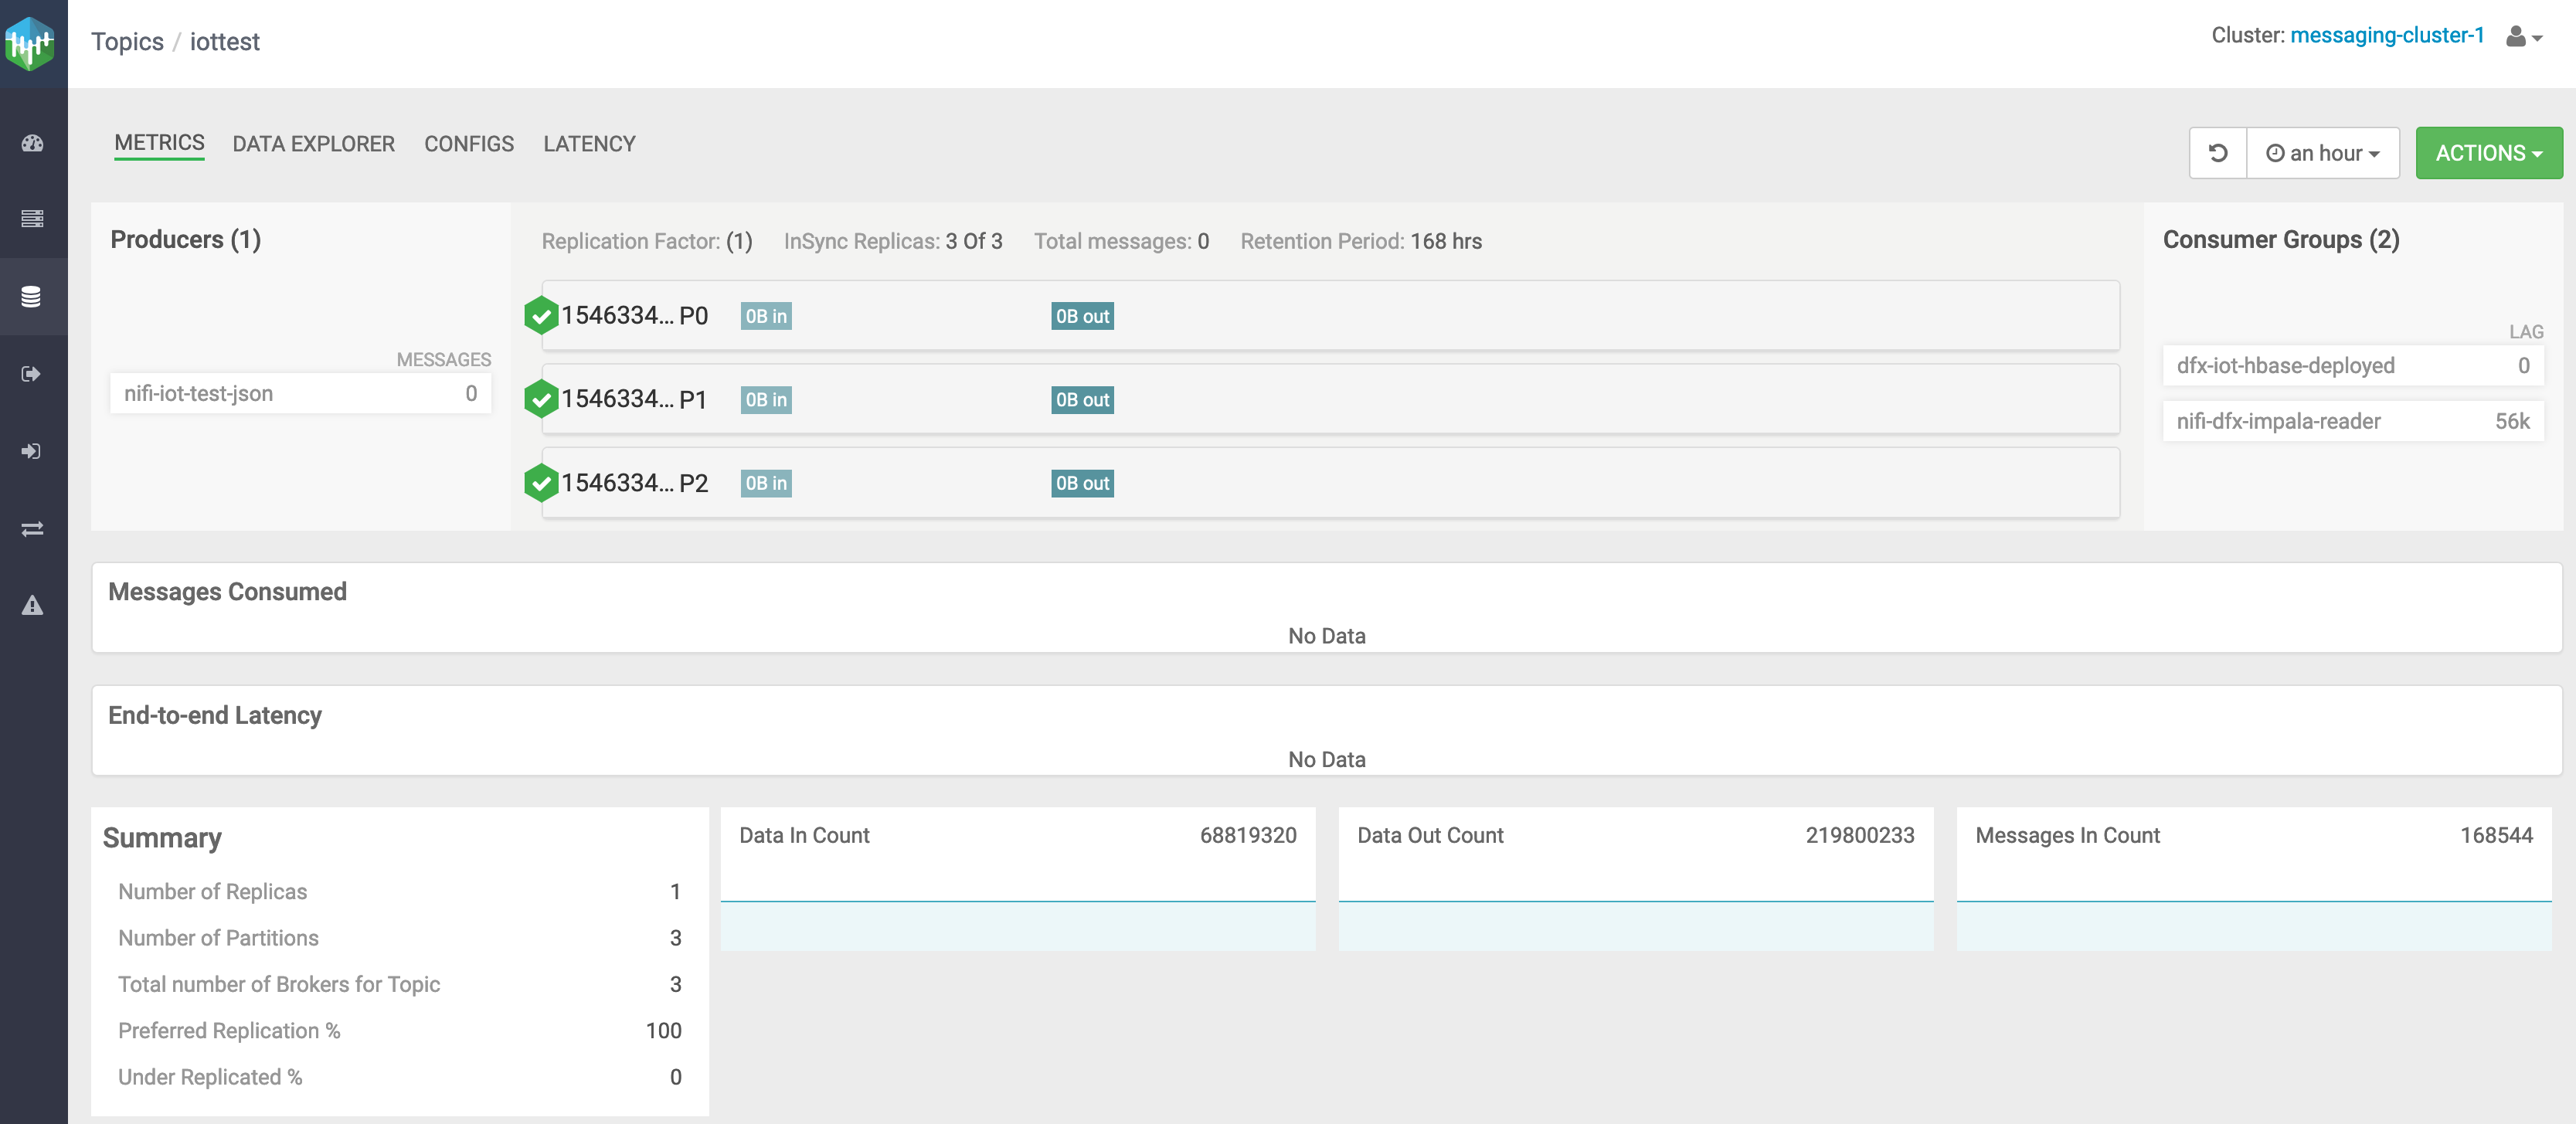 Topics / iottest
Cluster: messaging-cluster-1
METRICS DATA EXPLORER CONFIGS LATENCY
an hour
ACTIONS
Producers (1)
MESSAGES
nifi-iot-test-json 0
Replication Factor: (1) InSync Replicas: 3 Of 3 Total messages: 0 Retention Period: 168 hrs
1546334... P0 0B in 0B out
1546334... P1 0B in 0B out
1546334... P2 0B in 0B out
Consumer Groups (2)
LAG
dfx-iot-hbase-deployed 0
nifi-dfx-impala-reader 56k
Messages Consumed
No Data
End-to-end Latency
No Data
Summary
Number of Replicas 1
Number of Partitions 3
Total number of Brokers for Topic 3
Preferred Replication % 100
Under Replicated % 0
Data In Count 68819320
Data Out Count 219800233
Messages In Count 168544